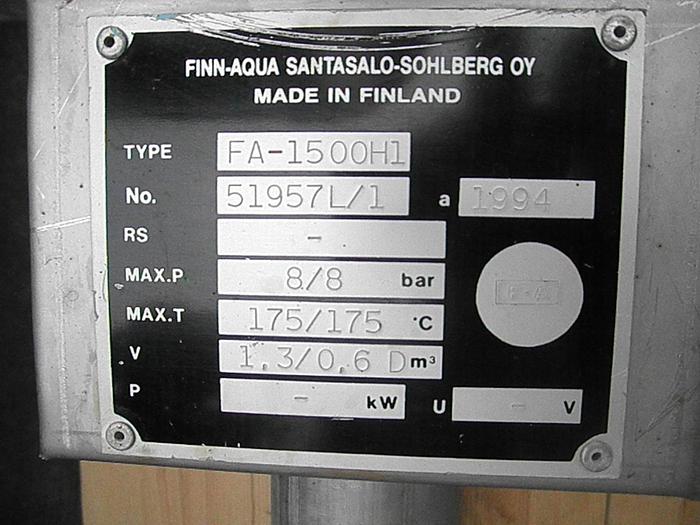 FINN-AQUA SANTASALO-SOHLBERG OY
MADE IN FINLAND
TYPE FA-1500H1
No. 51957L/1 a 1994
RS -
MAX.P 8/8 bar
MAX.T 175/175 °C
F-A
V 1,3/0,6 D m³
P - kW U - V